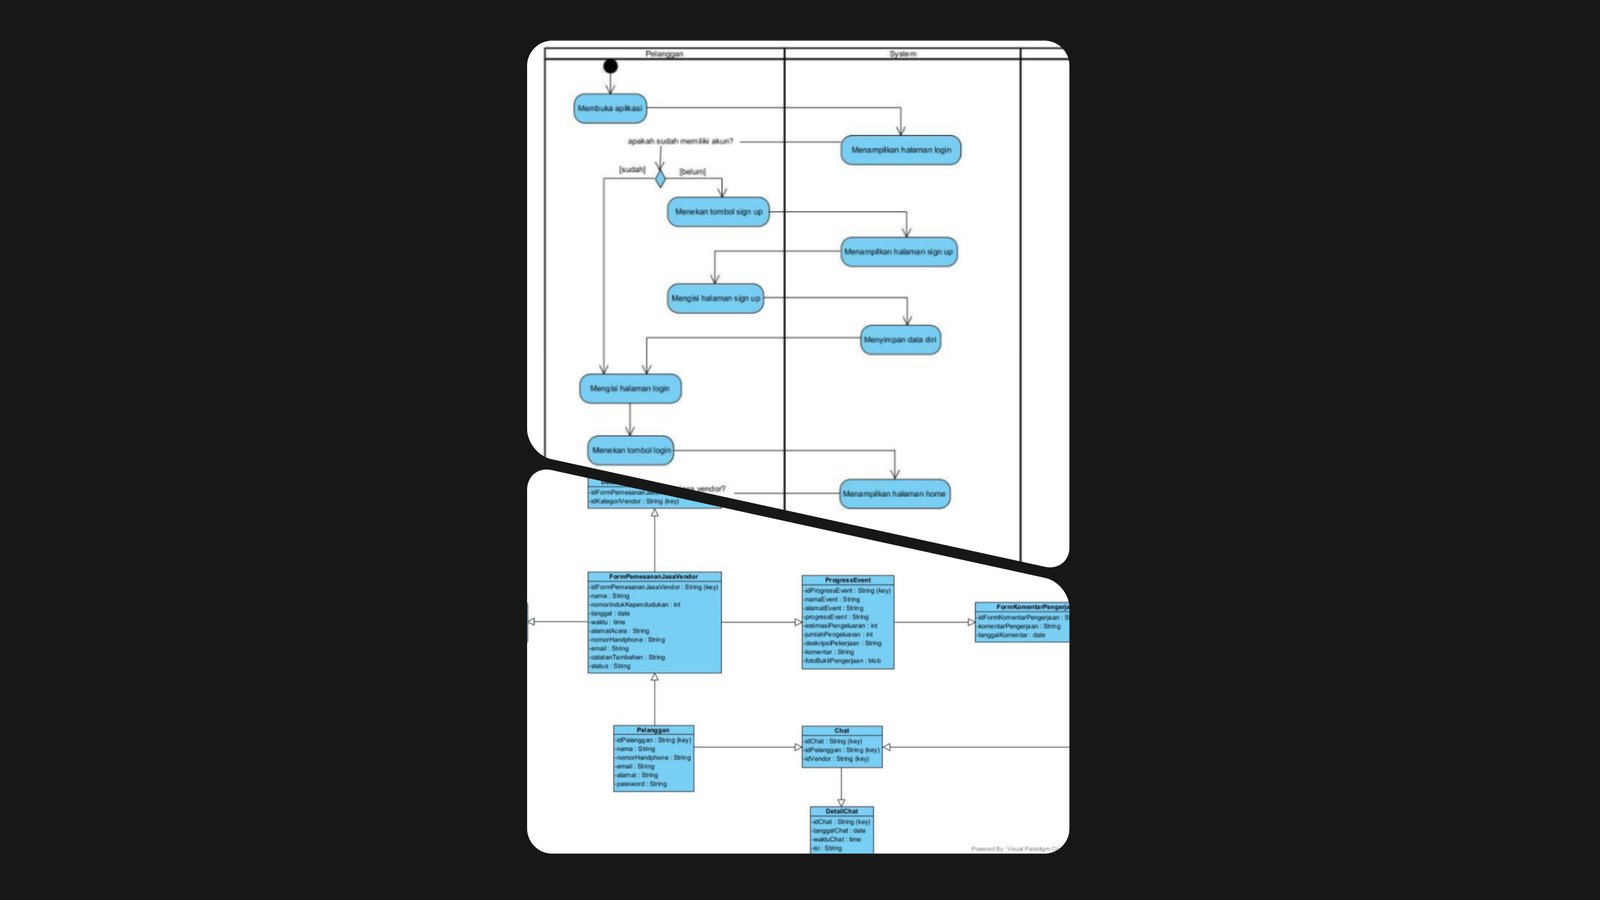 Pelanggan
System
Membuka aplikasi
Menampilkan halaman login
apakah sudah memiliki akun?
[sudah]
[belum]
Menekan tombol sign up
Menampilkan halaman sign up
Mengisi halaman sign up
Menyimpan data diri
Mengisi halaman login
Menekan tombol login
Menampilkan halaman home
vendor?
-idKategoriVendor : String (key)
FormPemesananJasaVendor
-idFormPemesananJasaVendor : String (key)
-nama : String
-nomorIndukKependudukan : int
-tanggal : date
-waktu : time
-alamatAcara : String
-nomorHandphone : String
-email : String
-catatanTambahan : String
-status : String
ProgressEvent
-idProgressEvent : String (key)
-namaEvent : String
-alamatEvent : String
-progressEvent : String
-estimasiPengeluaran : int
-jumlahPengeluaran : int
-deskripsiPekerjaan : String
-komentar : String
-fotoBuktiPengerjaan : blob
FormKomentarPengerja
-idFormKomentarPengerjaan : S
-komentarPengerjaan : String
-tanggalKomentar : date
Pelanggan
-idPelanggan : String (key)
-nama : String
-nomorHandphone : String
-email : String
-alamat : String
-password : String
Chat
-idChat : String (key)
-idPelanggan : String (key)
-idVendor : String (key)
DetailChat
-idChat : String (key)
-tanggalChat : date
-waktuChat : time
-isi : String
Powered By: Visual Paradigm